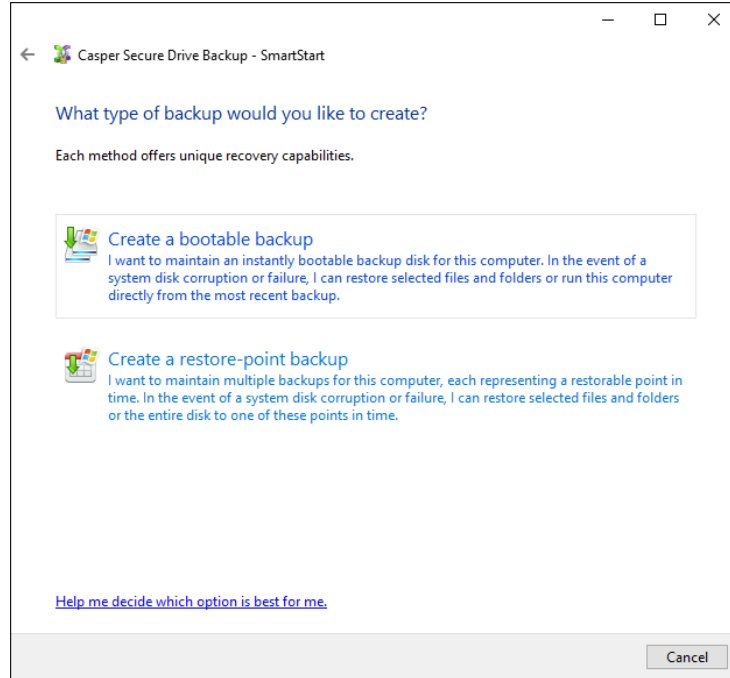 Casper Secure Drive Backup - SmartStart
What type of backup would you like to create?
Each method offers unique recovery capabilities.
Create a bootable backup
I want to maintain an instantly bootable backup disk for this computer. In the event of a
system disk corruption or failure, I can restore selected files and folders or run this computer
directly from the most recent backup.
Create a restore-point backup
I want to maintain multiple backups for this computer, each representing a restorable point in
time. In the event of a system disk corruption or failure, I can restore selected files and folders
or the entire disk to one of these points in time.
Help me decide which option is best for me.
Cancel